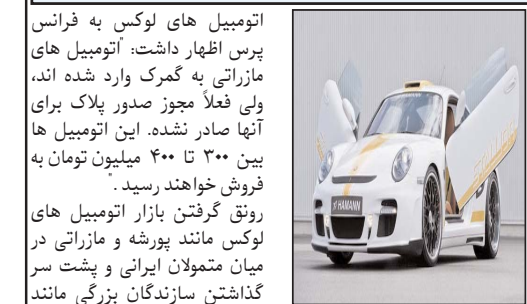 اتومبیل های لوکس به فرانس
پرس اظهار داشت: "اتومبیل های
مازراتی به گمرک وارد شده اند،
ولی فعلاً مجوز صدور پلاک برای
آنها صادر نشده. این اتومبیل ها
بین ۳۰۰ تا ۴۰۰ میلیون تومان به
فروش خواهند رسید ."
رونق گرفتن بازار اتومبیل های
لوکس مانند پورشه و مازراتی در
میان متمولان ایرانی و پشت سر
گذاشتن سازندگان بزرگی مانند
HAMANN